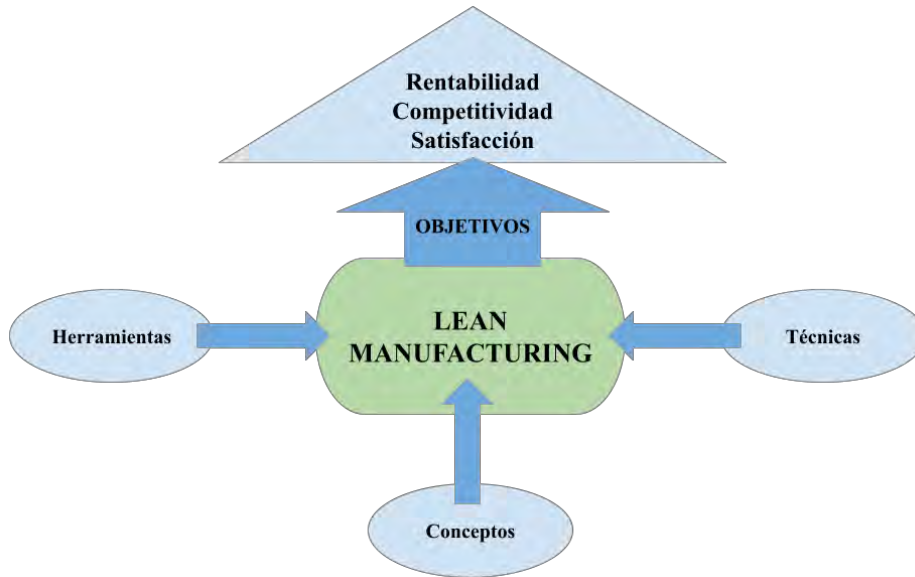 Rentabilidad
Competitividad
Satisfacción
OBJETIVOS
LEAN
MANUFACTURING
Herramientas
Técnicas
Conceptos